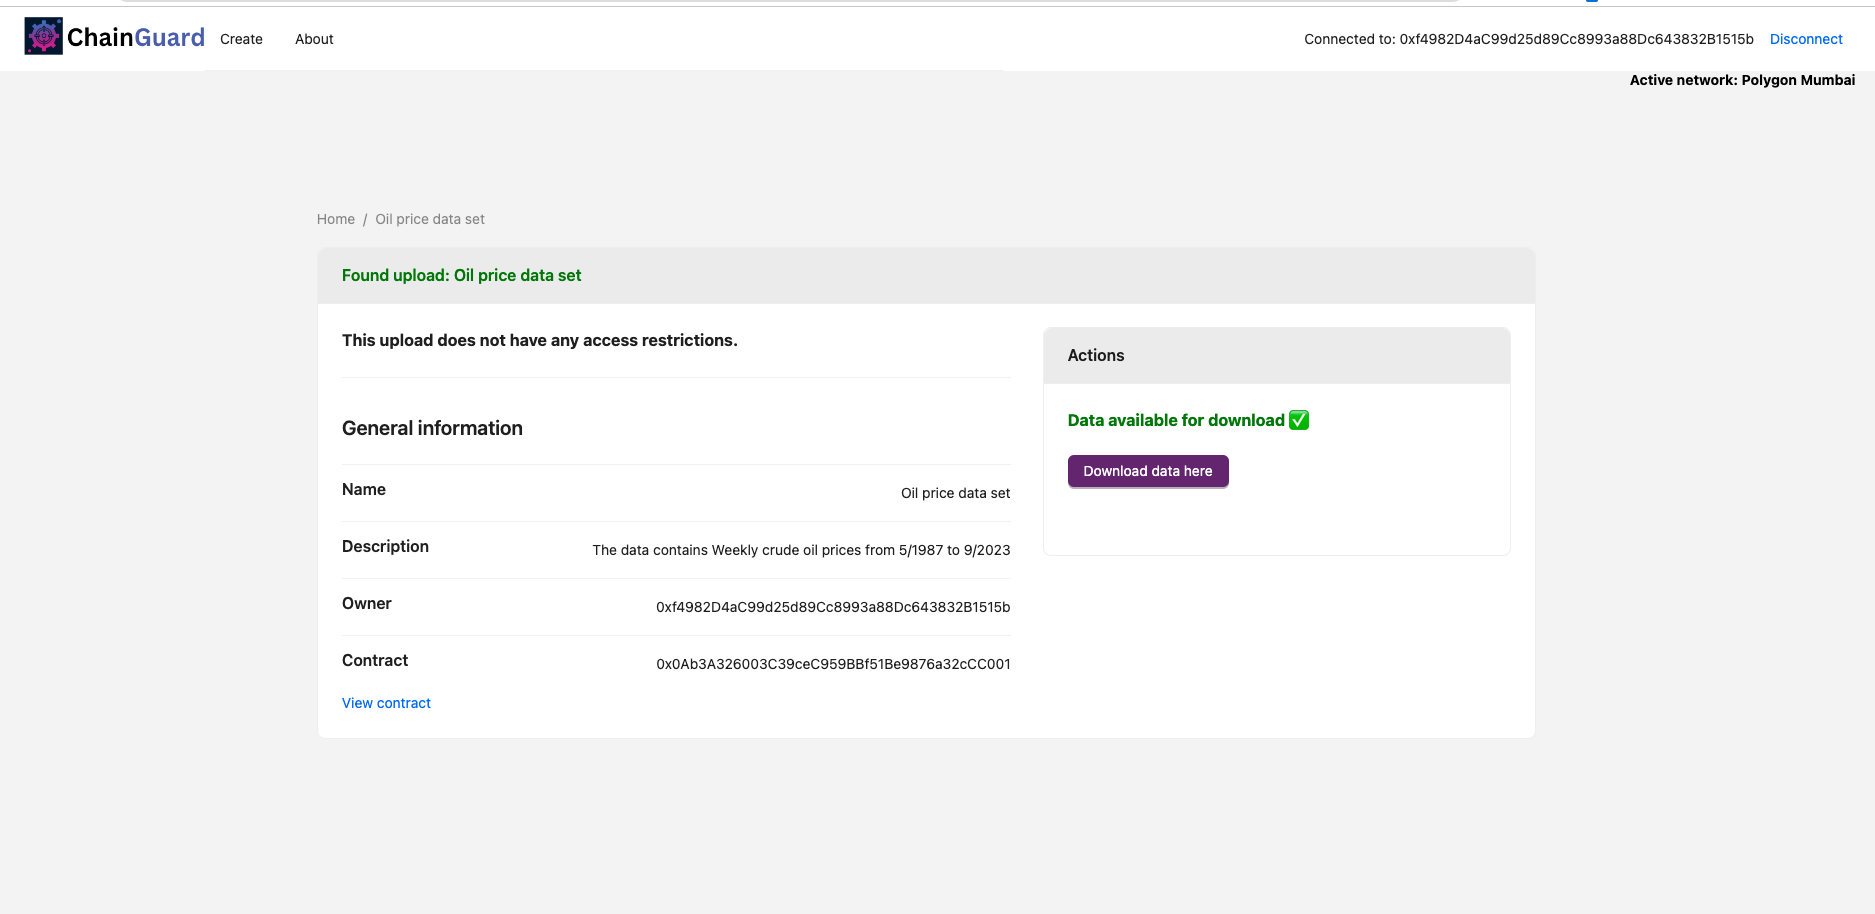 ChainGuard Create About Connected to: 0xf4982D4aC99d25d89Cc8993a88Dc643832B1515b Disconnect
Active network: Polygon Mumbai
Home / Oil price data set
Found upload: Oil price data set
This upload does not have any access restrictions.
General information
Name Oil price data set
Description The data contains Weekly crude oil prices from 5/1987 to 9/2023
Owner 0xf4982D4aC99d25d89Cc8993a88Dc643832B1515b
Contract 0x0Ab3A326003C39ceC959BBf51Be9876a32cCC001
View contract
Actions
Data available for download ✅
Download data here